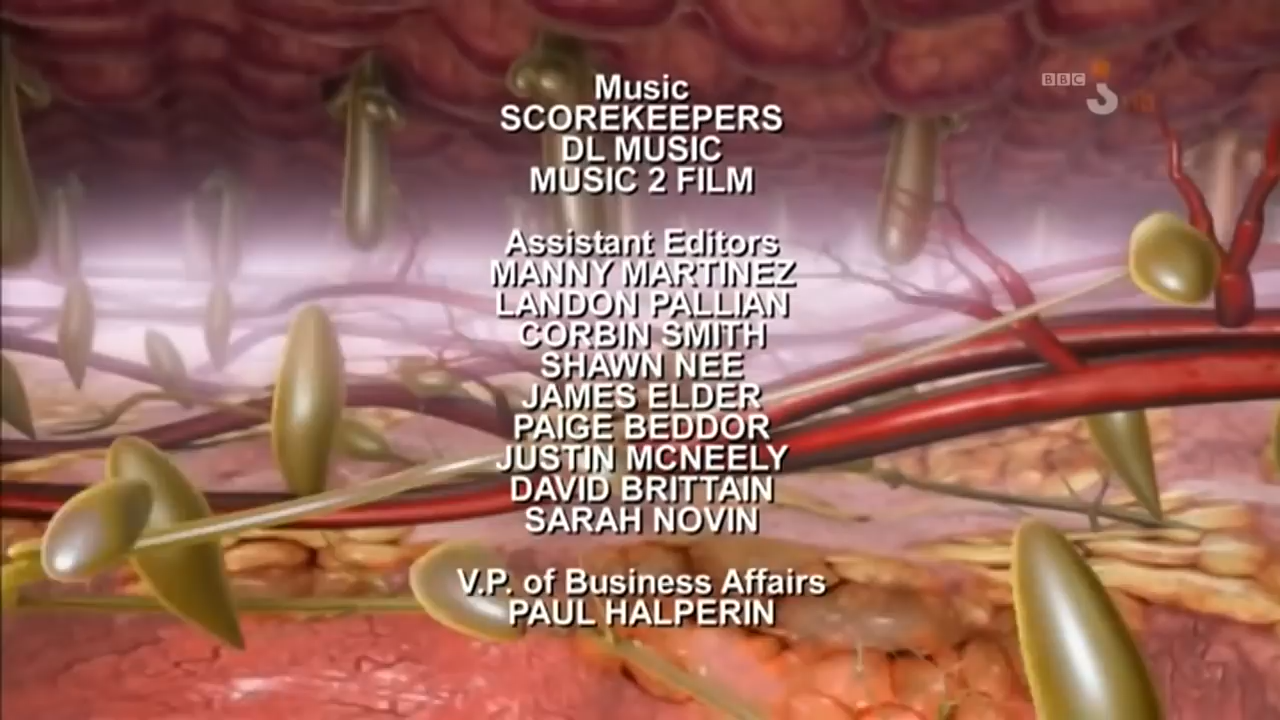 BBC
Music
SCOREKEEPERS
DL MUSIC
MUSIC 2 FILM
Assistant Editors
MANNY MARTINEZ
LANDON PALLIAN
CORBIN SMITH
SHAWN NEE
JAMES ELDER
PAIGE BEDDOR
JUSTIN MCNEELY
DAVID BRITTAIN
SARAH NOVIN
V.P. of Business Affairs
PAUL HALPERIN